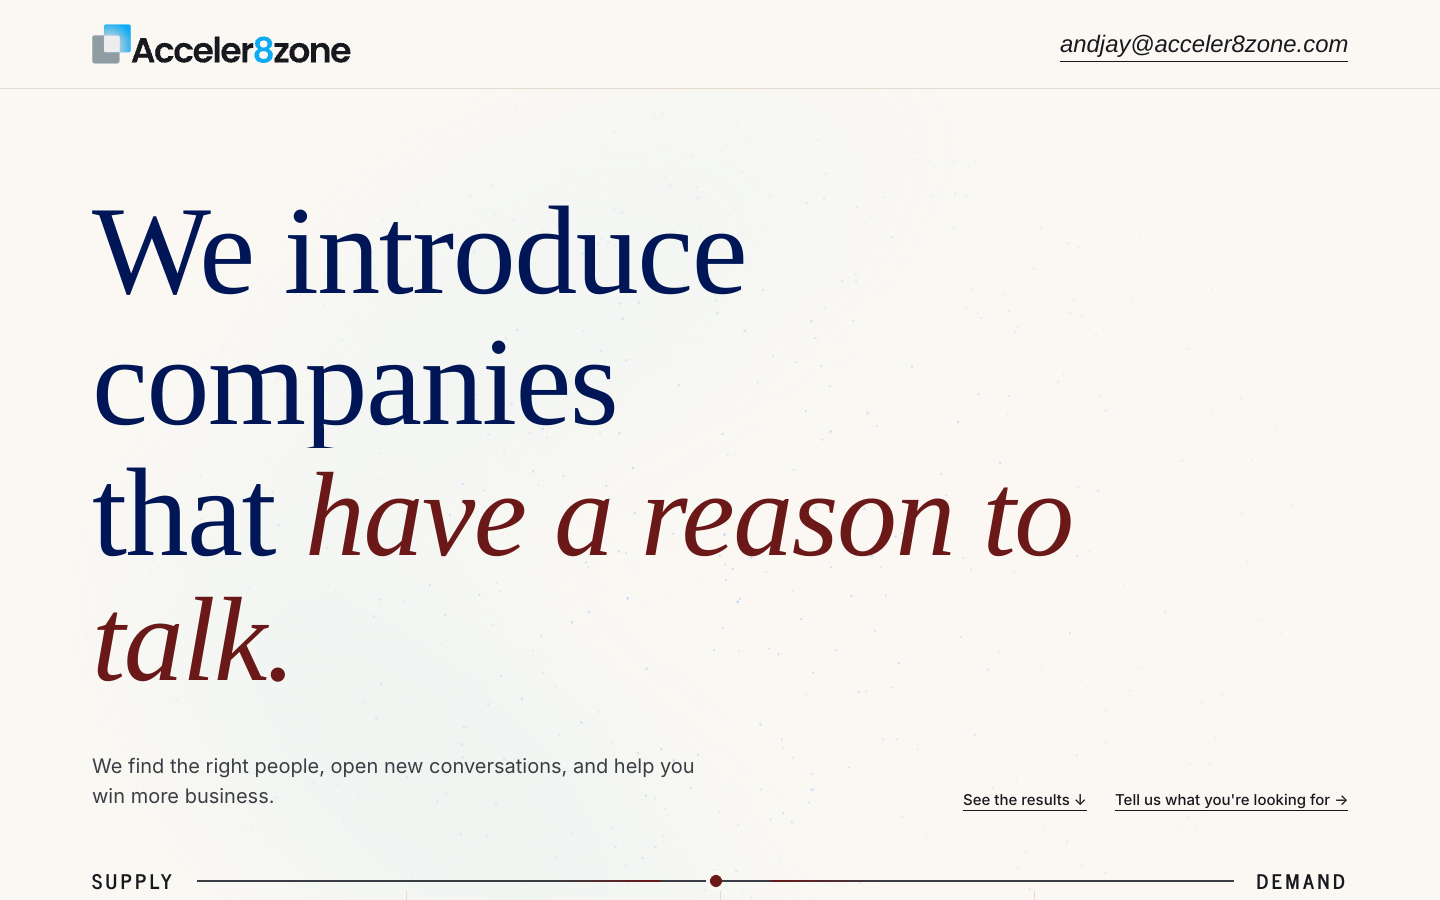 Acceler8zone
andjay@acceler8zone.com
We introduce
companies
that have a reason to
talk.
We find the right people, open new conversations, and help you
win more business.
See the results ↓
Tell us what you're looking for →
SUPPLY
DEMAND